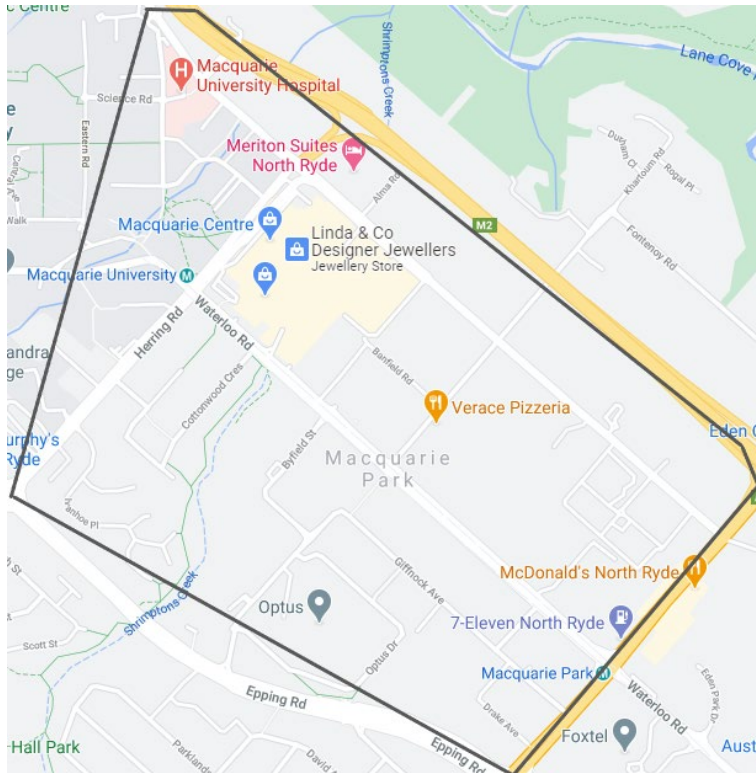 c Centre
Macquarie
University Hospital
Shrimptons
Creek
Lane Cove
Science Rd
Eastern Rd
Meriton Suites
North Ryde
Durham Cl
Khartoum Rd
Rogal Pl
Alma Rd
Walk
Macquarie Centre
Linda & Co
Designer Jewellers
Jewellery Store
M2
Fontenoy Rd
Macquarie University
M
Herring Rd
Waterloo Rd
Banfield Rd
Cottonwood Cres
Verace Pizzeria
Byfield St
Macquarie
Park
Ivanhoe Pl
Giffnock Ave
McDonald's North Ryde
Optus
7-Eleven North Ryde
Shrimptons Creek
Scott St
Optus Dr
Macquarie Park
M
Waterloo Rd
Eden Park Dr
Epping Rd
Drake Ave
Foxtel
Hall Park
Epping Rd